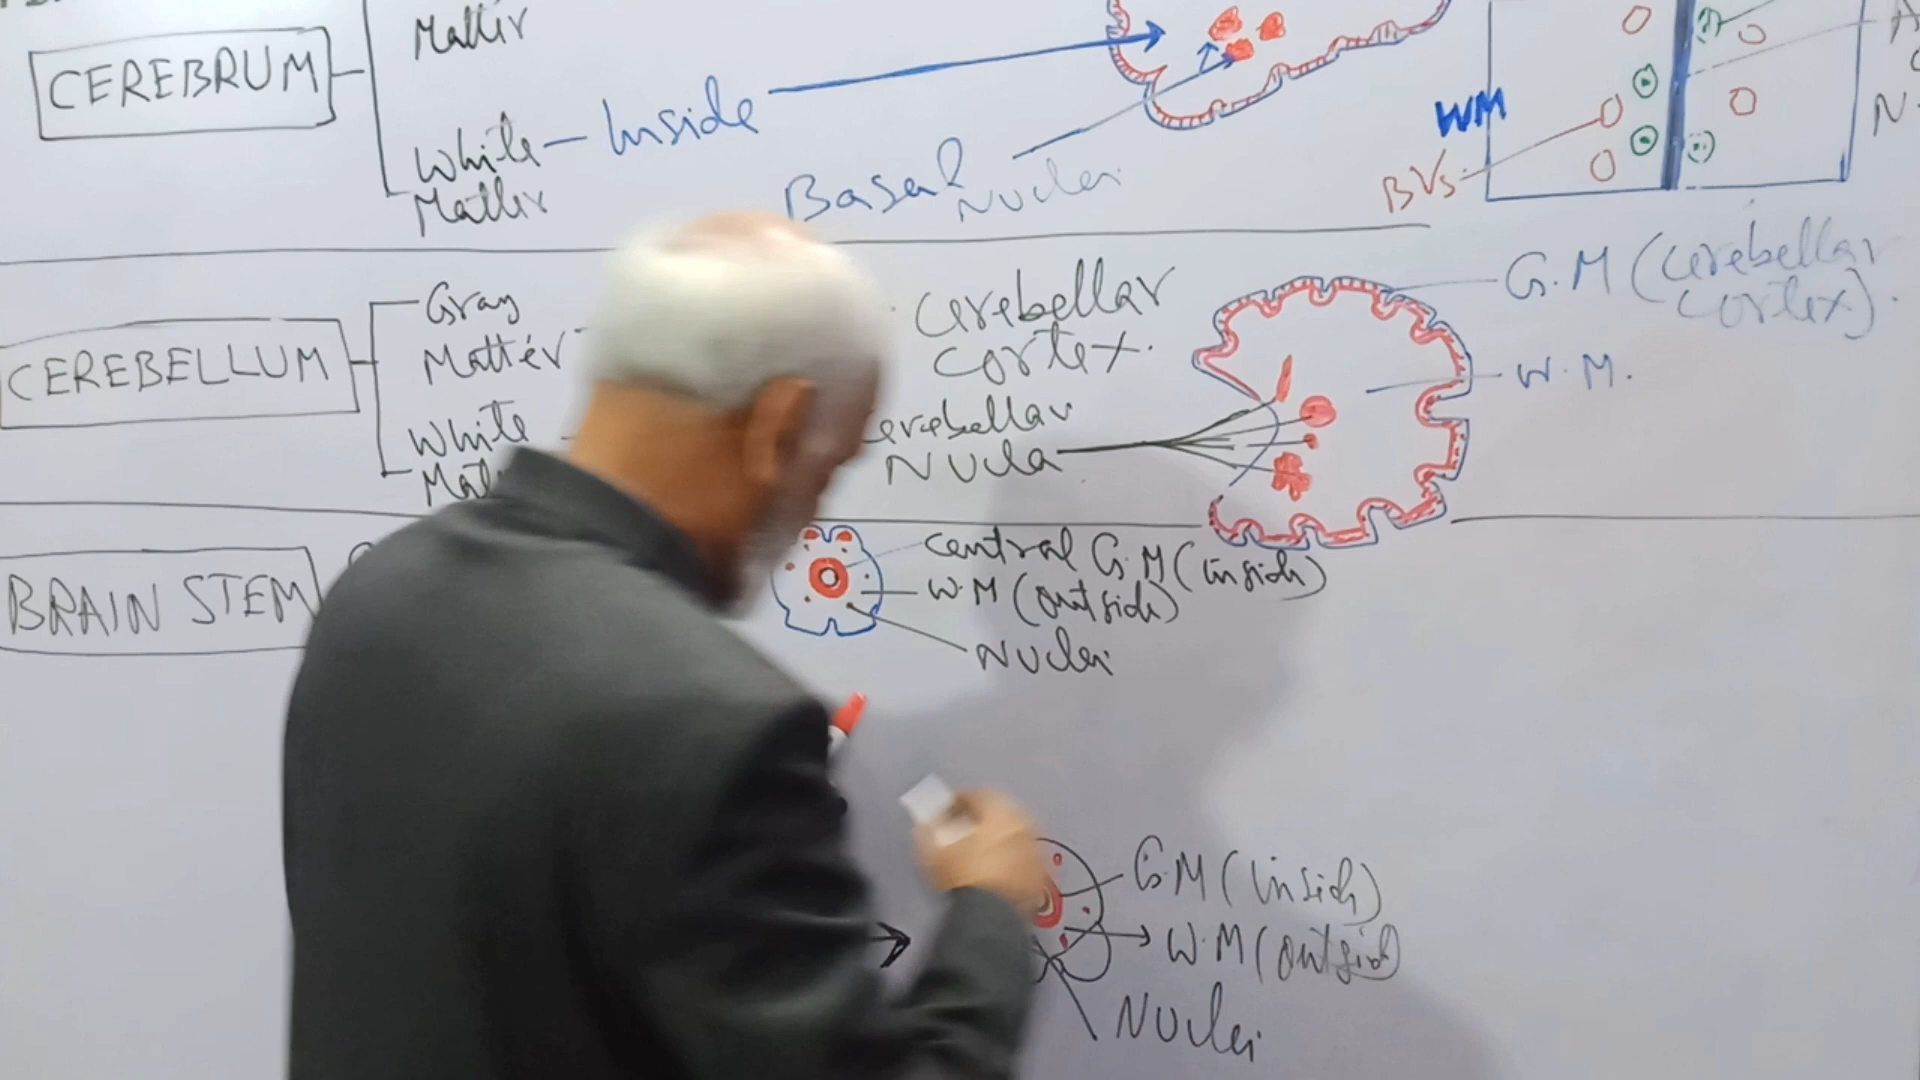 Matter
CEREBRUM
White – Inside
Matter
Basal
Nuclei
WM
BVs
N
Gray
Matter
CEREBELLUM
White
Cerebellar
Cortex.
Cerebellar
Nucla
G.M (Cerebellar
Cortex).
W.M.
BRAIN STEM
Central G.M (inside)
W.M (outside)
Nuclei
G.M (inside)
W.M (outside)
Nuclei